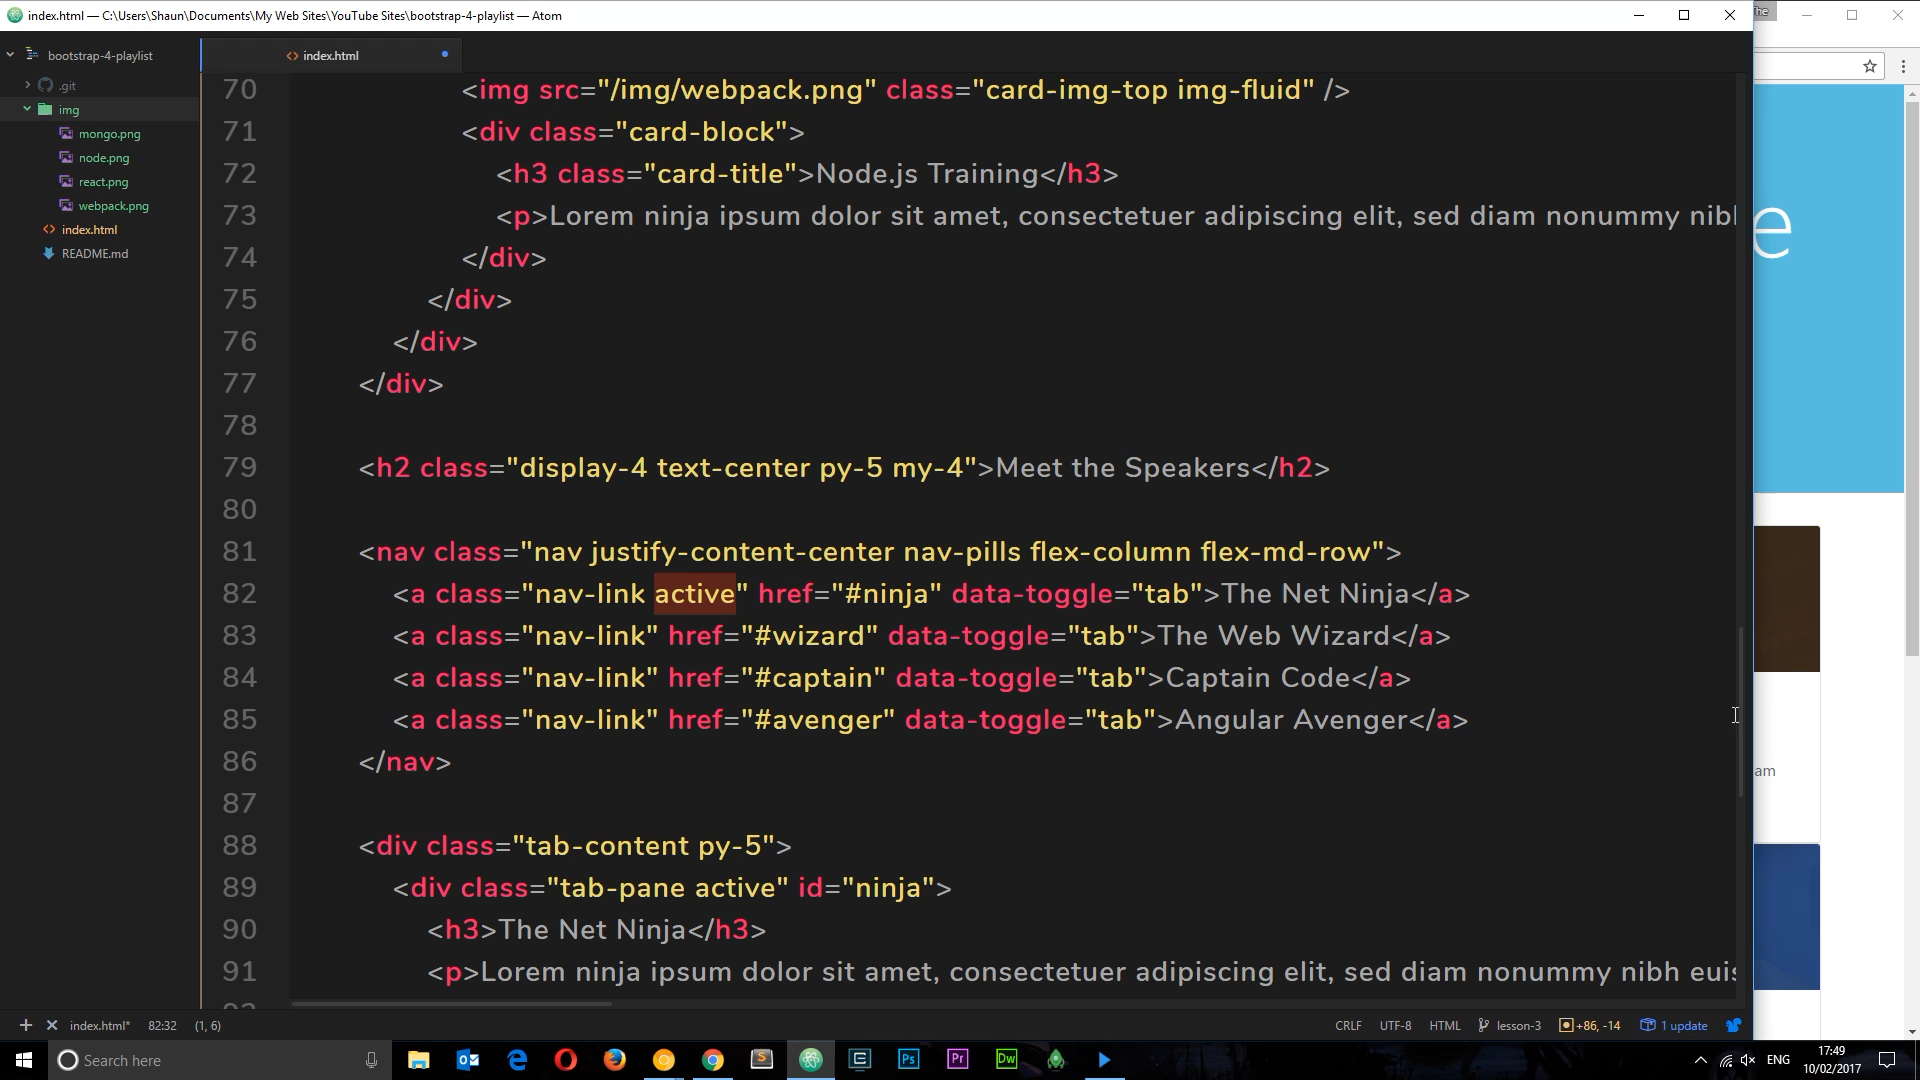 index.html — C:\Users\Shaun\Documents\My Web Sites\YouTube Sites\bootstrap-4-playlist — Atom
bootstrap-4-playlist
.git
img
mongo.png
node.png
react.png
webpack.png
index.html
README.md
index.html
70 <img src="/img/webpack.png" class="card-img-top img-fluid" />
71 <div class="card-block">
72 <h3 class="card-title">Node.js Training</h3>
73 <p>Lorem ninja ipsum dolor sit amet, consectetuer adipiscing elit, sed diam nonummy nib
74 </div>
75 </div>
76 </div>
77 </div>
78
79 <h2 class="display-4 text-center py-5 my-4">Meet the Speakers</h2>
80
81 <nav class="nav justify-content-center nav-pills flex-column flex-md-row">
82 <a class="nav-link active" href="#ninja" data-toggle="tab">The Net Ninja</a>
83 <a class="nav-link" href="#wizard" data-toggle="tab">The Web Wizard</a>
84 <a class="nav-link" href="#captain" data-toggle="tab">Captain Code</a>
85 <a class="nav-link" href="#avenger" data-toggle="tab">Angular Avenger</a>
86 </nav>
87
88 <div class="tab-content py-5">
89 <div class="tab-pane active" id="ninja">
90 <h3>The Net Ninja</h3>
91 <p>Lorem ninja ipsum dolor sit amet, consectetuer adipiscing elit, sed diam nonummy nibh euis
he
e
am
index.html* 82:32 (1, 6)
CRLF UTF-8 HTML lesson-3 +86, -14 1 update
Search here
ENG
17:49
10/02/2017